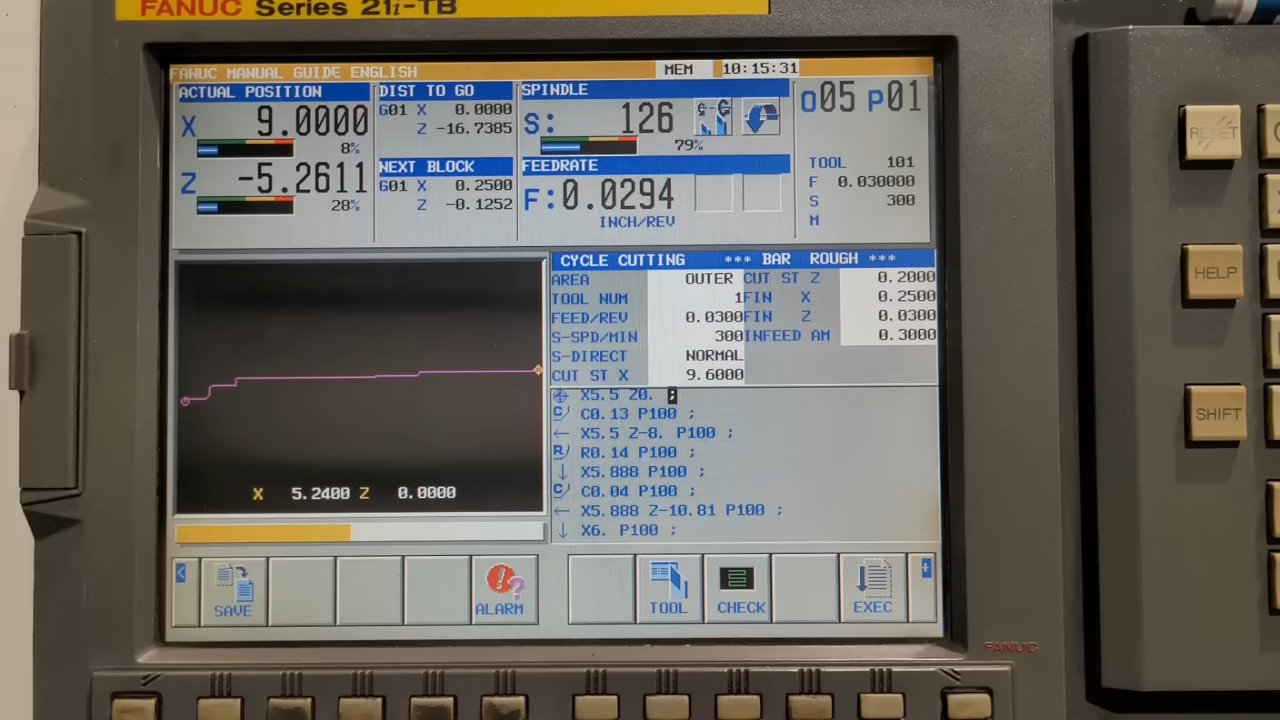 FANUC Series 21i-TB
FANUC MANUAL GUIDE ENGLISH MEM 10:15:31
ACTUAL POSITION
X 9.0000
8%
Z -5.2611
28%
DIST TO GO
G01 X 0.0000
Z -16.7385
NEXT BLOCK
G01 X 0.2500
Z -0.1252
SPINDLE
S: 126
79%
FEEDRATE
F:0.0294
INCH/REV
O05 P01
TOOL 101
F 0.030000
S 300
M
X 5.2400 Z 0.0000
CYCLE CUTTING *** BAR ROUGH ***
AREA OUTER CUT ST Z 0.2000
TOOL NUM 1 FIN X 0.2500
FEED/REV 0.0300 FIN Z 0.0300
S-SPD/MIN 300 INFEED AM 0.3000
S-DIRECT NORMAL
CUT ST X 9.6000
X5.5 Z0. ;
C C0.13 P100 ;
← X5.5 Z-8. P100 ;
R R0.14 P100 ;
↓ X5.888 P100 ;
C C0.04 P100 ;
← X5.888 Z-10.81 P100 ;
↓ X6. P100 ;
< SAVE ALARM TOOL CHECK EXEC +
FANUC
RESET
HELP
SHIFT